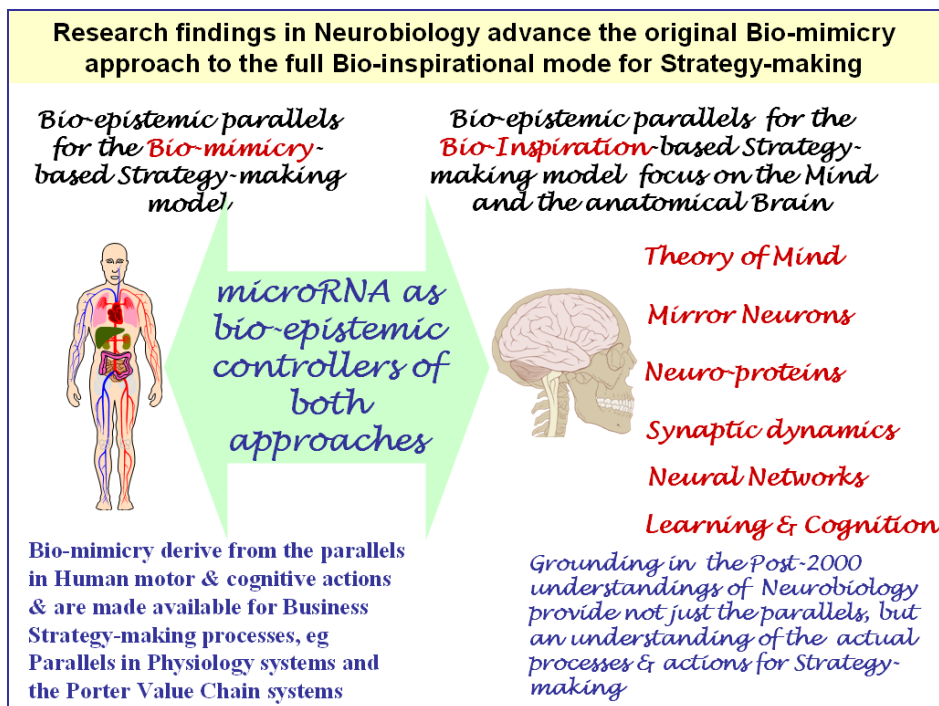 Research findings in Neurobiology advance the original Bio-mimicry
approach to the full Bio-inspirational mode for Strategy-making
Bio-epistemic parallels
for the Bio-mimicry-
based Strategy-making
model
Bio-epistemic parallels for the
Bio-Inspiration-based Strategy-
making model focus on the Mind
and the anatomical Brain
microRNA as
bio-epistemic
controllers of
both
approaches
Theory of Mind
Mirror Neurons
Neuro-proteins
Synaptic dynamics
Neural Networks
Learning & Cognition
Bio-mimicry derive from the parallels
in Human motor & cognitive actions
& are made available for Business
Strategy-making processes, eg
Parallels in Physiology systems and
the Porter Value Chain systems
Grounding in the Post-2000
understandings of Neurobiology
provide not just the parallels, but
an understanding of the actual
processes & actions for Strategy-
making